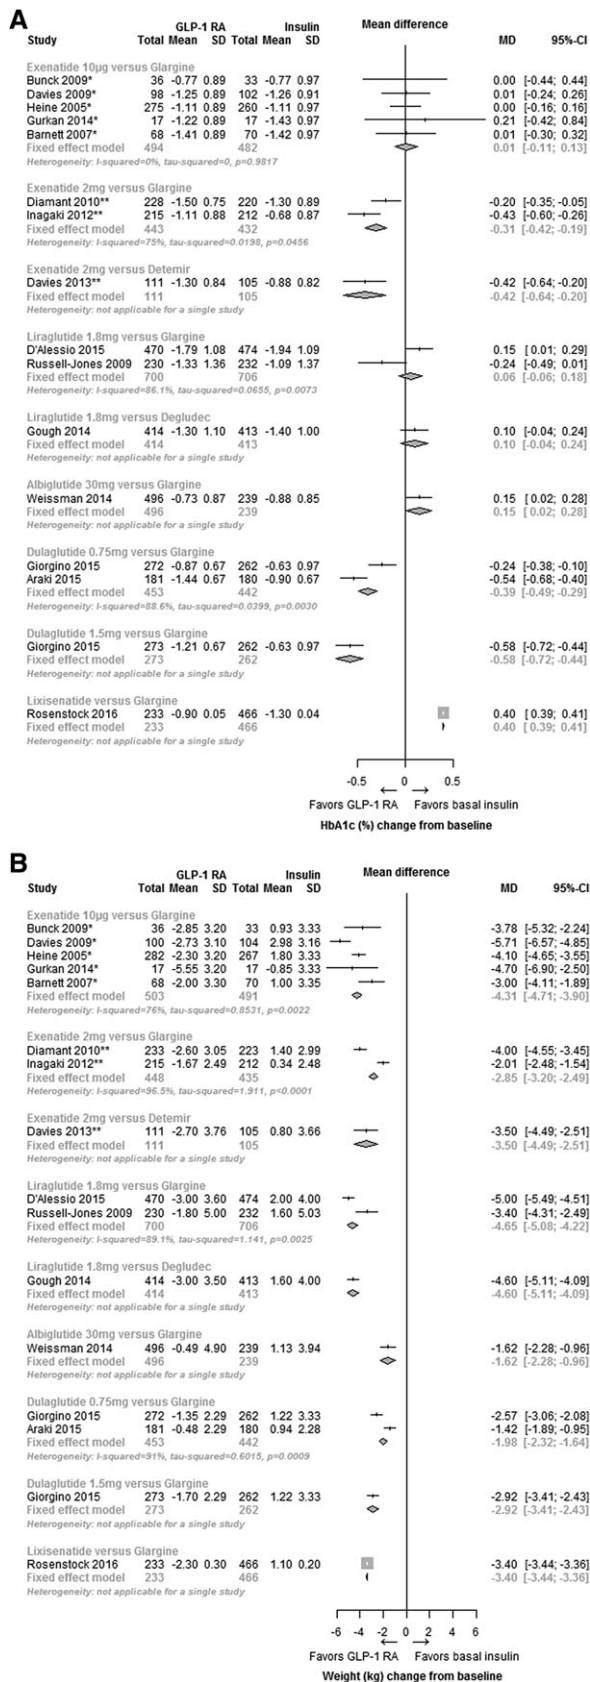 A
GLP-1 RA Insulin Mean difference
Study Total Mean SD Total Mean SD MD 95%-CI
Exenatide 10µg versus Glargine
Bunck 2009* 36 -0.77 0.89 33 -0.77 0.97 0.00 [-0.44; 0.44]
Davies 2009* 98 -1.25 0.89 102 -1.26 0.91 0.01 [-0.24; 0.26]
Heine 2005* 275 -1.11 0.89 260 -1.11 0.97 0.00 [-0.16; 0.16]
Gurkan 2014* 17 -1.22 0.89 17 -1.43 0.97 0.21 [-0.42; 0.84]
Barnett 2007* 68 -1.41 0.89 70 -1.42 0.97 0.01 [-0.30; 0.32]
Fixed effect model 494 482 0.01 [-0.11; 0.13]
Heterogeneity: I-squared=0%, tau-squared=0, p=0.9817
Exenatide 2mg versus Glargine
Diamant 2010** 228 -1.50 0.75 220 -1.30 0.89 -0.20 [-0.35; -0.05]
Inagaki 2012** 215 -1.11 0.88 212 -0.68 0.87 -0.43 [-0.60; -0.26]
Fixed effect model 443 432 -0.31 [-0.42; -0.19]
Heterogeneity: I-squared=75%, tau-squared=0.0198, p=0.0456
Exenatide 2mg versus Detemir
Davies 2013** 111 -1.30 0.84 105 -0.88 0.82 -0.42 [-0.64; -0.20]
Fixed effect model 111 105 -0.42 [-0.64; -0.20]
Heterogeneity: not applicable for a single study
Liraglutide 1.8mg versus Glargine
D'Alessio 2015 470 -1.79 1.08 474 -1.94 1.09 0.15 [ 0.01; 0.29]
Russell-Jones 2009 230 -1.33 1.36 232 -1.09 1.37 -0.24 [-0.49; 0.01]
Fixed effect model 700 706 0.06 [-0.06; 0.18]
Heterogeneity: I-squared=86.1%, tau-squared=0.0655, p=0.0073
Liraglutide 1.8mg versus Degludec
Gough 2014 414 -1.30 1.10 413 -1.40 1.00 0.10 [-0.04; 0.24]
Fixed effect model 414 413 0.10 [-0.04; 0.24]
Heterogeneity: not applicable for a single study
Albiglutide 30mg versus Glargine
Weissman 2014 496 -0.73 0.87 239 -0.88 0.85 0.15 [ 0.02; 0.28]
Fixed effect model 496 239 0.15 [ 0.02; 0.28]
Heterogeneity: not applicable for a single study
Dulaglutide 0.75mg versus Glargine
Giorgino 2015 272 -0.87 0.67 262 -0.63 0.97 -0.24 [-0.38; -0.10]
Araki 2015 181 -1.44 0.67 180 -0.90 0.67 -0.54 [-0.68; -0.40]
Fixed effect model 453 442 -0.39 [-0.49; -0.29]
Heterogeneity: I-squared=88.6%, tau-squared=0.0399, p=0.0030
Dulaglutide 1.5mg versus Glargine
Giorgino 2015 273 -1.21 0.67 262 -0.63 0.97 -0.58 [-0.72; -0.44]
Fixed effect model 273 262 -0.58 [-0.72; -0.44]
Heterogeneity: not applicable for a single study
Lixisenatide versus Glargine
Rosenstock 2016 233 -0.90 0.05 466 -1.30 0.04 0.40 [ 0.39; 0.41]
Fixed effect model 233 466 0.40 [ 0.39; 0.41]
Heterogeneity: not applicable for a single study
-0.5 0 0.5
Favors GLP-1 RA Favors basal insulin
HbA1c (%) change from baseline
B
GLP-1 RA Insulin Mean difference
Study Total Mean SD Total Mean SD MD 95%-CI
Exenatide 10µg versus Glargine
Bunck 2009* 36 -2.85 3.20 33 0.93 3.33 -3.78 [-5.32; -2.24]
Davies 2009* 100 -2.73 3.10 104 2.98 3.16 -5.71 [-6.57; -4.85]
Heine 2005* 282 -2.30 3.20 267 1.80 3.33 -4.10 [-4.65; -3.55]
Gurkan 2014* 17 -5.55 3.20 17 -0.85 3.33 -4.70 [-6.90; -2.50]
Barnett 2007* 68 -2.00 3.30 70 1.00 3.35 -3.00 [-4.11; -1.89]
Fixed effect model 503 491 -4.31 [-4.71; -3.90]
Heterogeneity: I-squared=76%, tau-squared=0.8531, p=0.0022
Exenatide 2mg versus Glargine
Diamant 2010** 233 -2.60 3.05 223 1.40 2.99 -4.00 [-4.55; -3.45]
Inagaki 2012** 215 -1.67 2.49 212 0.34 2.48 -2.01 [-2.48; -1.54]
Fixed effect model 448 435 -2.85 [-3.20; -2.49]
Heterogeneity: I-squared=96.5%, tau-squared=1.911, p<0.0001
Exenatide 2mg versus Detemir
Davies 2013** 111 -2.70 3.76 105 0.80 3.66 -3.50 [-4.49; -2.51]
Fixed effect model 111 105 -3.50 [-4.49; -2.51]
Heterogeneity: not applicable for a single study
Liraglutide 1.8mg versus Glargine
D'Alessio 2015 470 -3.00 3.60 474 2.00 4.00 -5.00 [-5.49; -4.51]
Russell-Jones 2009 230 -1.80 5.00 232 1.60 5.03 -3.40 [-4.31; -2.49]
Fixed effect model 700 706 -4.65 [-5.08; -4.22]
Heterogeneity: I-squared=89.1%, tau-squared=1.141, p=0.0025
Liraglutide 1.8mg versus Degludec
Gough 2014 414 -3.00 3.50 413 1.60 4.00 -4.60 [-5.11; -4.09]
Fixed effect model 414 413 -4.60 [-5.11; -4.09]
Heterogeneity: not applicable for a single study
Albiglutide 30mg versus Glargine
Weissman 2014 496 -0.49 4.90 239 1.13 3.94 -1.62 [-2.28; -0.96]
Fixed effect model 496 239 -1.62 [-2.28; -0.96]
Heterogeneity: not applicable for a single study
Dulaglutide 0.75mg versus Glargine
Giorgino 2015 272 -1.35 2.29 262 1.22 3.33 -2.57 [-3.06; -2.08]
Araki 2015 181 -0.48 2.29 180 0.94 2.28 -1.42 [-1.89; -0.95]
Fixed effect model 453 442 -1.98 [-2.32; -1.64]
Heterogeneity: I-squared=91%, tau-squared=0.6015, p=0.0009
Dulaglutide 1.5mg versus Glargine
Giorgino 2015 273 -1.70 2.29 262 1.22 3.33 -2.92 [-3.41; -2.43]
Fixed effect model 273 262 -2.92 [-3.41; -2.43]
Heterogeneity: not applicable for a single study
Lixisenatide versus Glargine
Rosenstock 2016 233 -2.30 0.30 466 1.10 0.20 -3.40 [-3.44; -3.36]
Fixed effect model 233 466 -3.40 [-3.44; -3.36]
Heterogeneity: not applicable for a single study
-6 -4 -2 0 2 4 6
Favors GLP-1 RA Favors basal insulin
Weight (kg) change from baseline